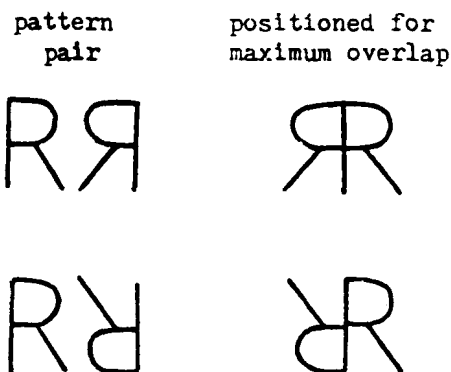 pattern positioned for
pair maximum overlap
R Я
R